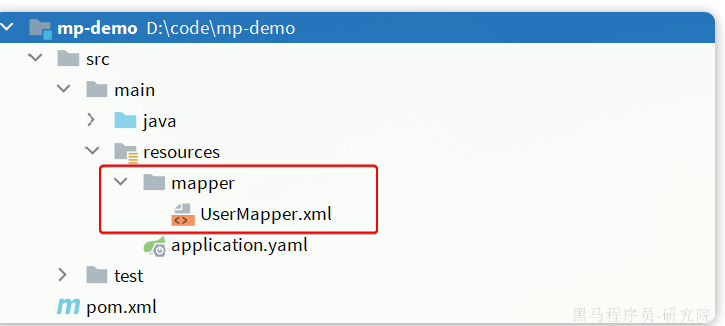 mp-demo D:\code\mp-demo
src
main
java
resources
mapper
UserMapper.xml
application.yaml
test
pom.xml
黑马程序员-研究院